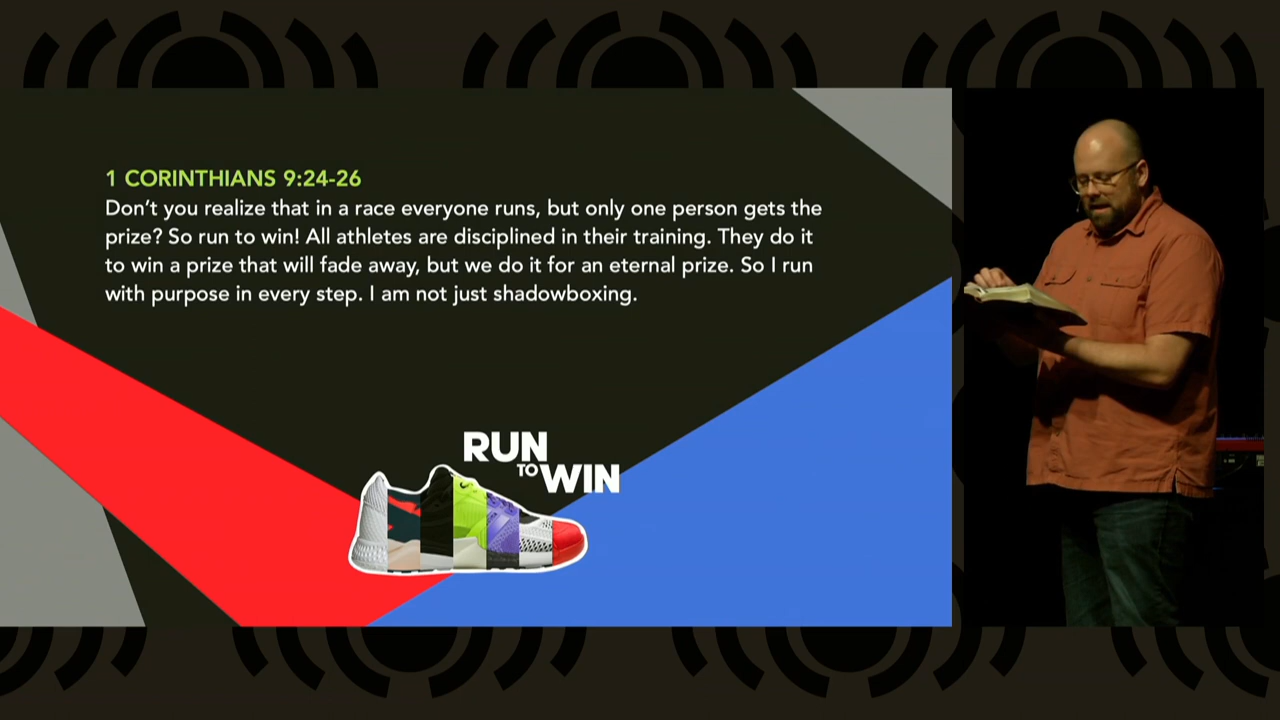 1 CORINTHIANS 9:24-26
Don’t you realize that in a race everyone runs, but only one person gets the
prize? So run to win! All athletes are disciplined in their training. They do it
to win a prize that will fade away, but we do it for an eternal prize. So I run
with purpose in every step. I am not just shadowboxing.
RUN
TO WIN